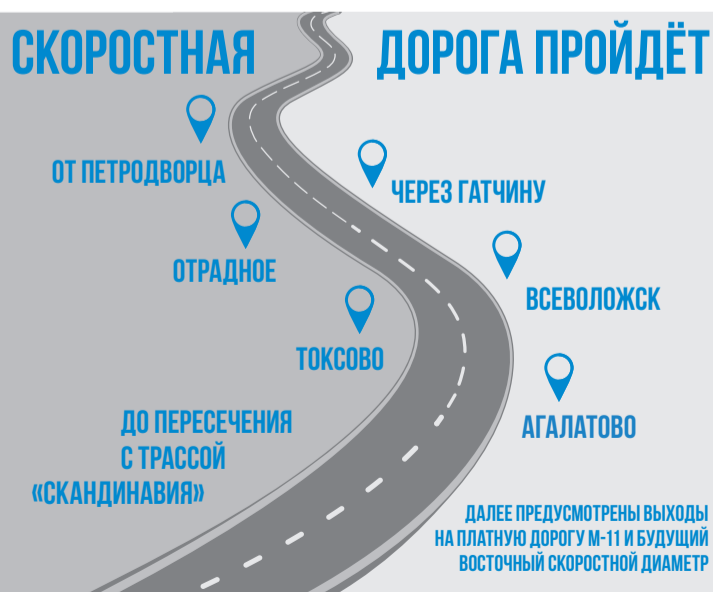 СКОРОСТНАЯ ДОРОГА ПРОЙДЁТ
ОТ ПЕТРОДВОРЦА
ЧЕРЕЗ ГАТЧИНУ
ОТРАДНОЕ
ВСЕВОЛОЖСК
ТОКСОВО
АГАЛАТОВО
ДО ПЕРЕСЕЧЕНИЯ
С ТРАССОЙ
«СКАНДИНАВИЯ»
ДАЛЕЕ ПРЕДУСМОТРЕНЫ ВЫХОДЫ
НА ПЛАТНУЮ ДОРОГУ М-11 И БУДУЩИЙ
ВОСТОЧНЫЙ СКОРОСТНОЙ ДИАМЕТР